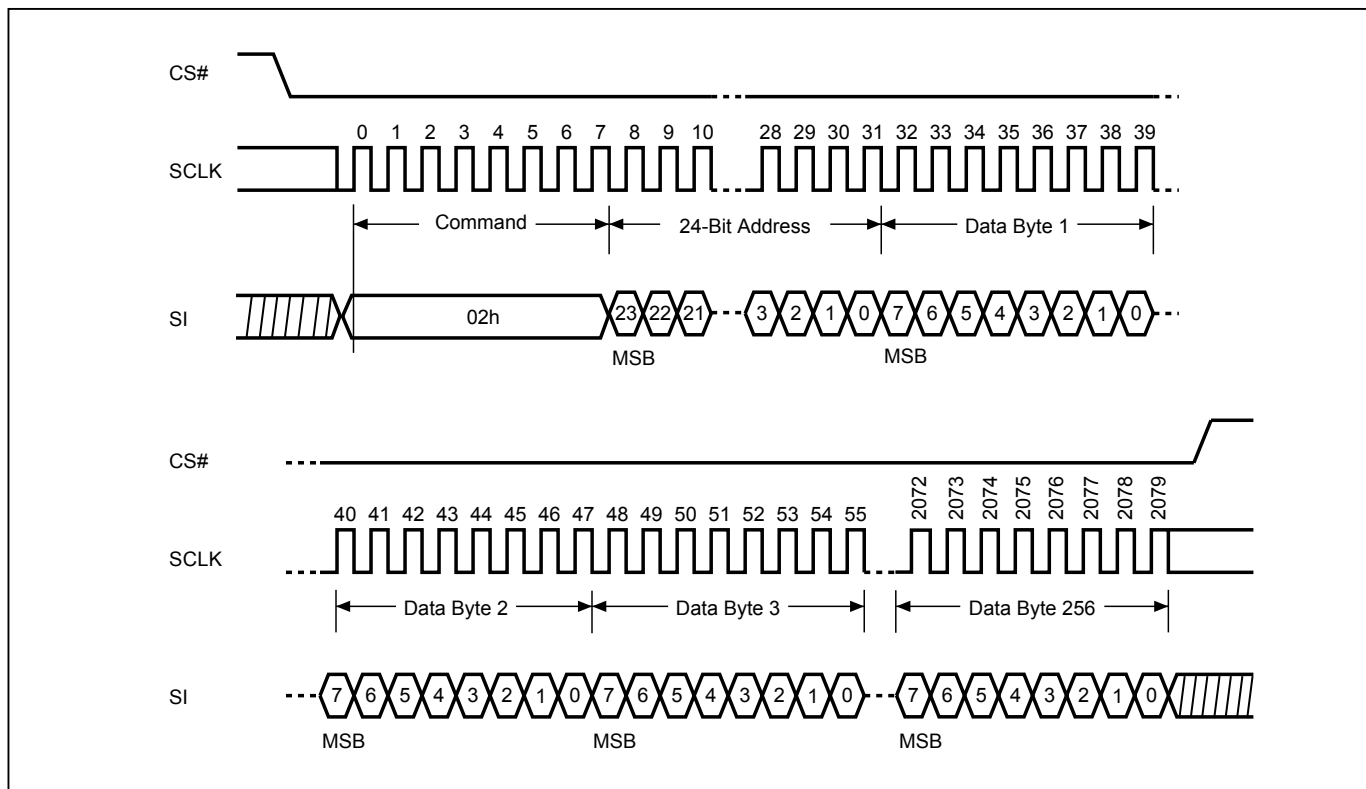 CS#
0 1 2 3 4 5 6 7 8 9 10 28 29 30 31 32 33 34 35 36 37 38 39
SCLK
Command 24-Bit Address Data Byte 1
SI 02h 23 22 21 3 2 1 0 7 6 5 4 3 2 1 0
MSB MSB
CS#
2072 2073 2074 2075 2076 2077 2078 2079
40 41 42 43 44 45 46 47 48 49 50 51 52 53 54 55
SCLK
Data Byte 2 Data Byte 3 Data Byte 256
SI 7 6 5 4 3 2 1 0 7 6 5 4 3 2 1 0 7 6 5 4 3 2 1 0
MSB MSB MSB